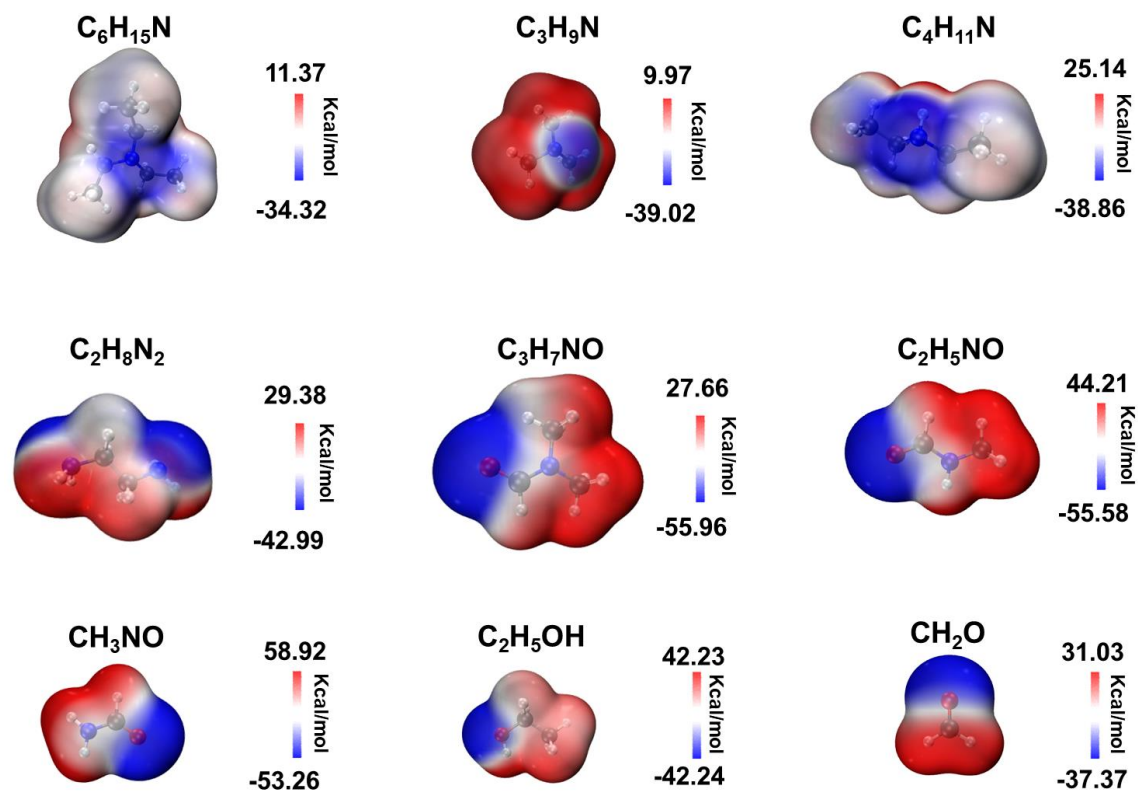 C₆H₁₅N
11.37
Kcal/mol
-34.32
C₃H₉N
9.97
Kcal/mol
-39.02
C₄H₁₁N
25.14
Kcal/mol
-38.86
C₂H₈N₂
29.38
Kcal/mol
-42.99
C₃H₇NO
27.66
Kcal/mol
-55.96
C₂H₅NO
44.21
Kcal/mol
-55.58
CH₃NO
58.92
Kcal/mol
-53.26
C₂H₅OH
42.23
Kcal/mol
-42.24
CH₂O
31.03
Kcal/mol
-37.37